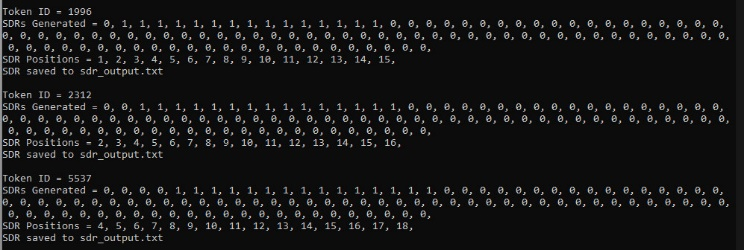 Token ID = 1996
SDRs Generated = 0, 1, 1, 1, 1, 1, 1, 1, 1, 1, 1, 1, 1, 1, 1, 1, 0, 0, 0, 0, 0, 0, 0, 0, 0, 0, 0, 0, 0, 0, 0, 0, 0, 0, 0,
0, 0, 0, 0, 0, 0, 0, 0, 0, 0, 0, 0, 0, 0, 0, 0, 0, 0, 0, 0, 0, 0, 0, 0, 0, 0, 0, 0, 0, 0, 0, 0, 0, 0, 0, 0, 0, 0, 0, 0, 0,
0, 0, 0, 0, 0, 0, 0, 0, 0, 0, 0, 0, 0, 0, 0, 0, 0, 0, 0, 0, 0, 0, 0, 0,
SDR Positions = 1, 2, 3, 4, 5, 6, 7, 8, 9, 10, 11, 12, 13, 14, 15,
SDR saved to sdr_output.txt
Token ID = 2312
SDRs Generated = 0, 0, 1, 1, 1, 1, 1, 1, 1, 1, 1, 1, 1, 1, 1, 1, 1, 0, 0, 0, 0, 0, 0, 0, 0, 0, 0, 0, 0, 0, 0, 0, 0, 0, 0,
0, 0, 0, 0, 0, 0, 0, 0, 0, 0, 0, 0, 0, 0, 0, 0, 0, 0, 0, 0, 0, 0, 0, 0, 0, 0, 0, 0, 0, 0, 0, 0, 0, 0, 0, 0, 0, 0, 0, 0, 0,
0, 0, 0, 0, 0, 0, 0, 0, 0, 0, 0, 0, 0, 0, 0, 0, 0, 0, 0, 0, 0, 0, 0, 0,
SDR Positions = 2, 3, 4, 5, 6, 7, 8, 9, 10, 11, 12, 13, 14, 15, 16,
SDR saved to sdr_output.txt
Token ID = 5537
SDRs Generated = 0, 0, 0, 0, 1, 1, 1, 1, 1, 1, 1, 1, 1, 1, 1, 1, 1, 1, 1, 0, 0, 0, 0, 0, 0, 0, 0, 0, 0, 0, 0, 0, 0, 0, 0,
0, 0, 0, 0, 0, 0, 0, 0, 0, 0, 0, 0, 0, 0, 0, 0, 0, 0, 0, 0, 0, 0, 0, 0, 0, 0, 0, 0, 0, 0, 0, 0, 0, 0, 0, 0, 0, 0, 0, 0, 0,
0, 0, 0, 0, 0, 0, 0, 0, 0, 0, 0, 0, 0, 0, 0, 0, 0, 0, 0, 0, 0, 0, 0, 0,
SDR Positions = 4, 5, 6, 7, 8, 9, 10, 11, 12, 13, 14, 15, 16, 17, 18,
SDR saved to sdr_output.txt